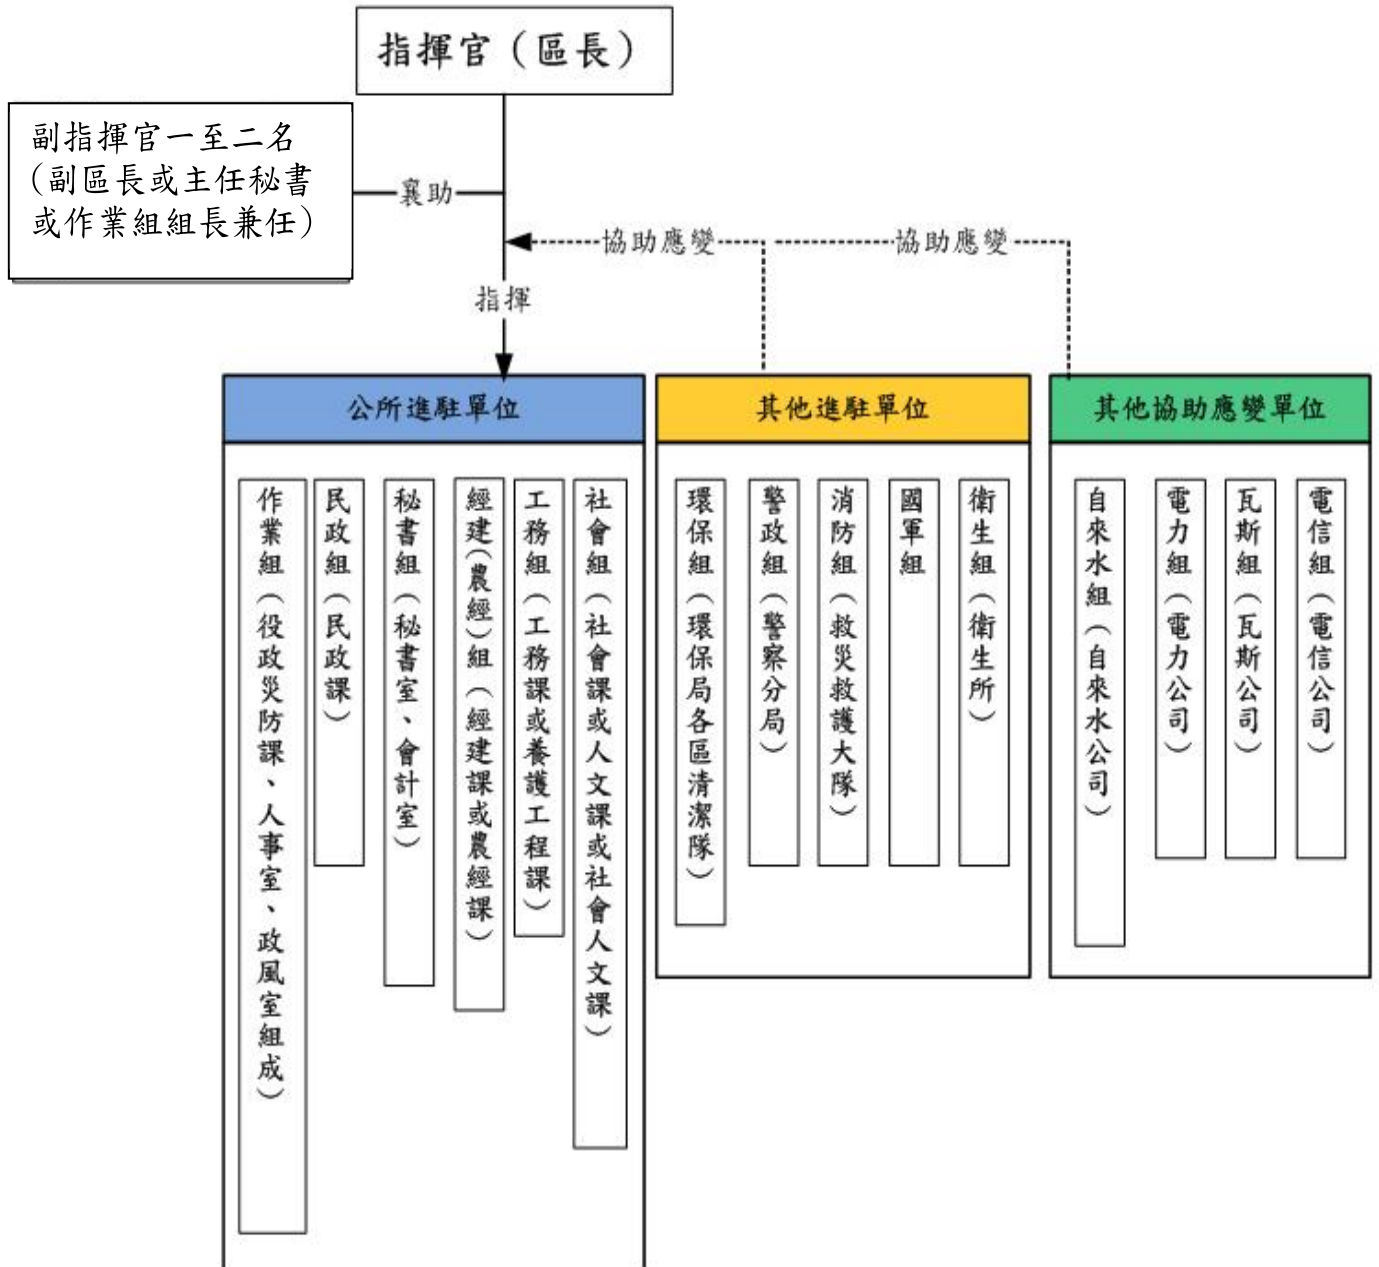 指揮官（區長）
副指揮官一至二名
（副區長或主任秘書
或作業組組長兼任）
襄助
協助應變
協助應變
指揮
公所進駐單位
作業組（役政災防課、人事室、政風室組成）
民政組（民政課）
秘書組（秘書室、會計室）
經建（農經）組（經建課或農經課）
工務組（工務課或養護工程課）
社會組（社會課或人文課或社會人文課）
其他進駐單位
環保組（環保局各區清潔隊）
警政組（警察分局）
消防組（救災救護大隊）
國軍組
衛生組（衛生所）
其他協助應變單位
自來水組（自來水公司）
電力組（電力公司）
瓦斯組（瓦斯公司）
電信組（電信公司）